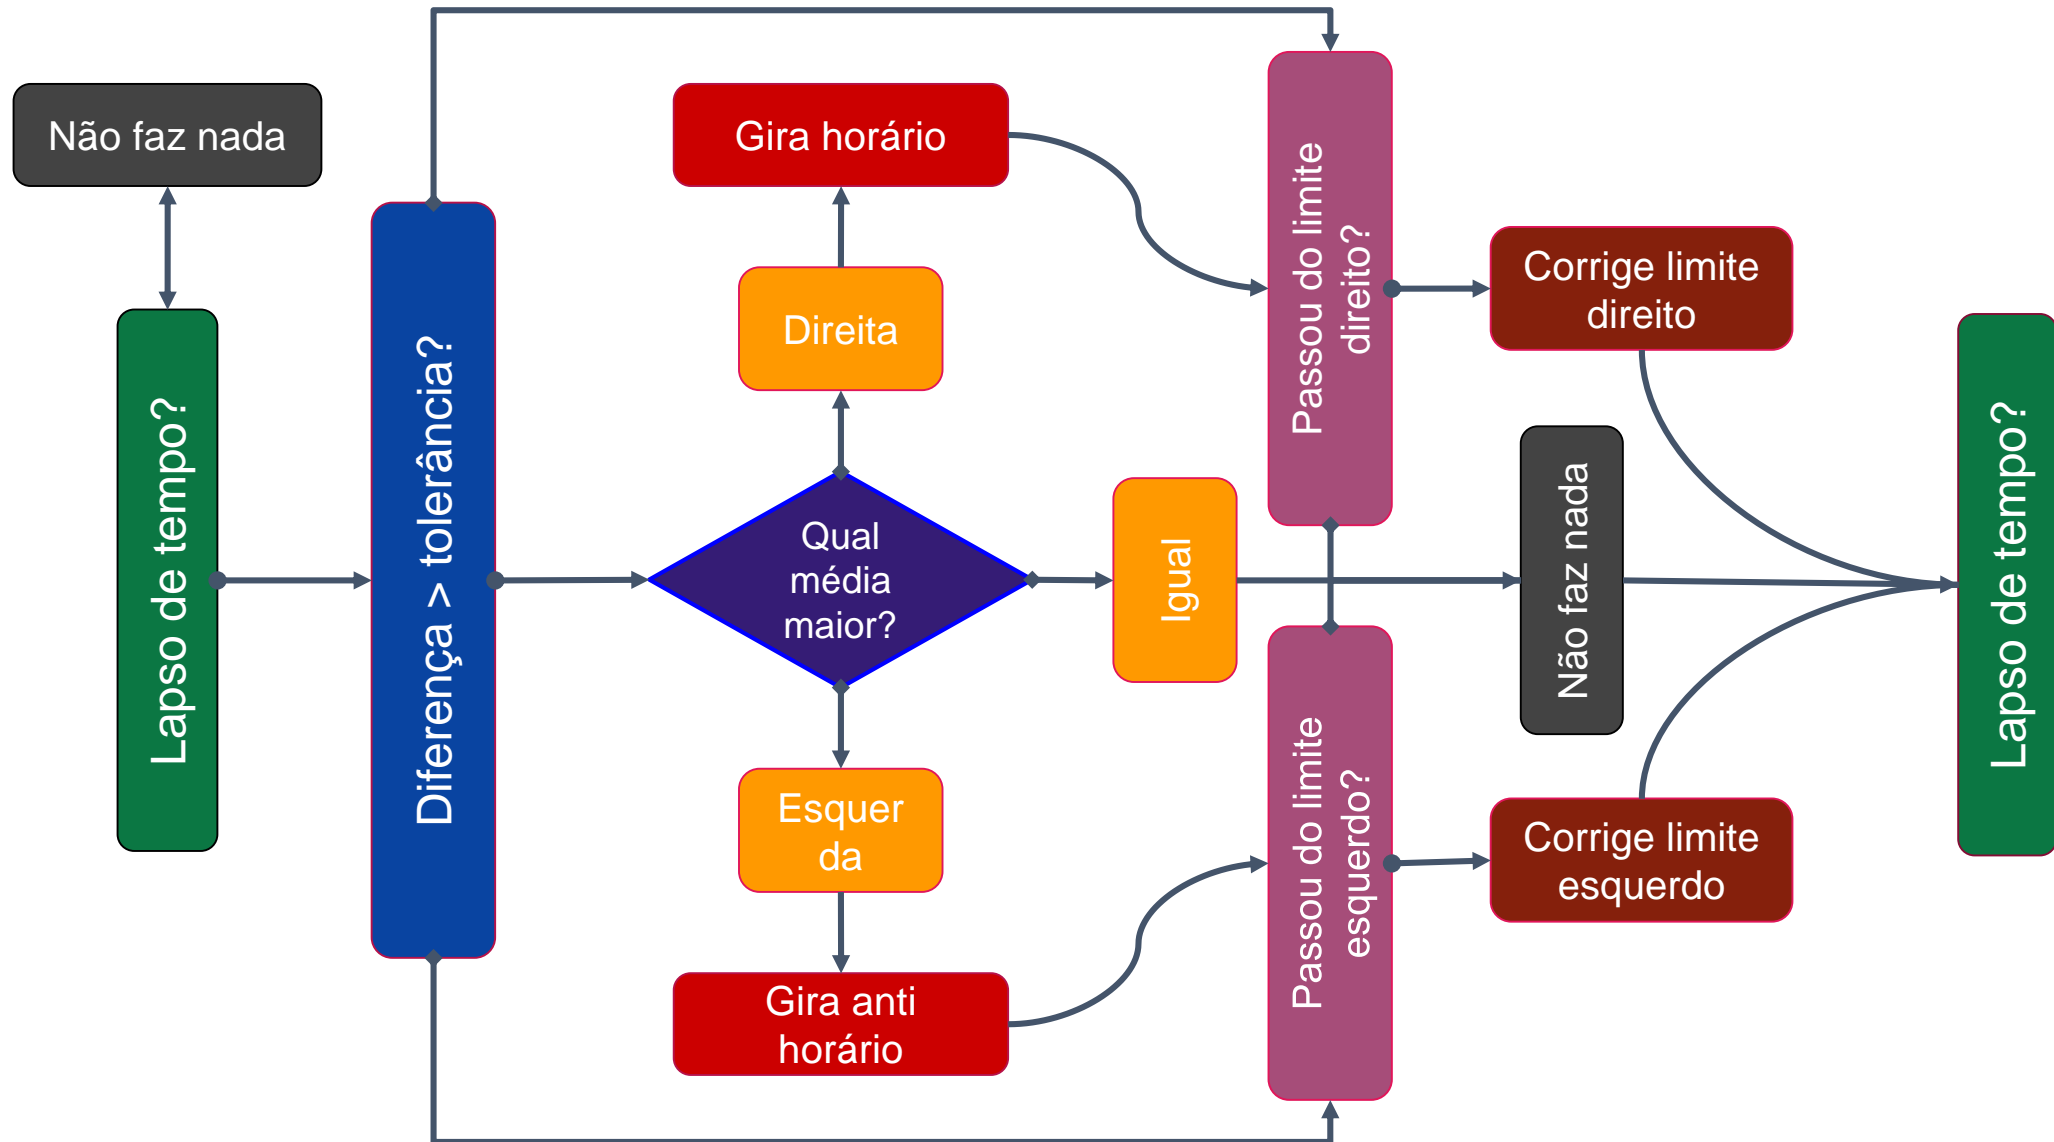 Não faz nada
Lapso de tempo?
Diferença > tolerância?
Gira horário
Direita
Qual
média
maior?
Esquer
da
Gira anti
horário
Igual
Passou do limite
direito?
Passou do limite
esquerdo?
Corrige limite
direito
Não faz nada
Corrige limite
esquerdo
Lapso de tempo?